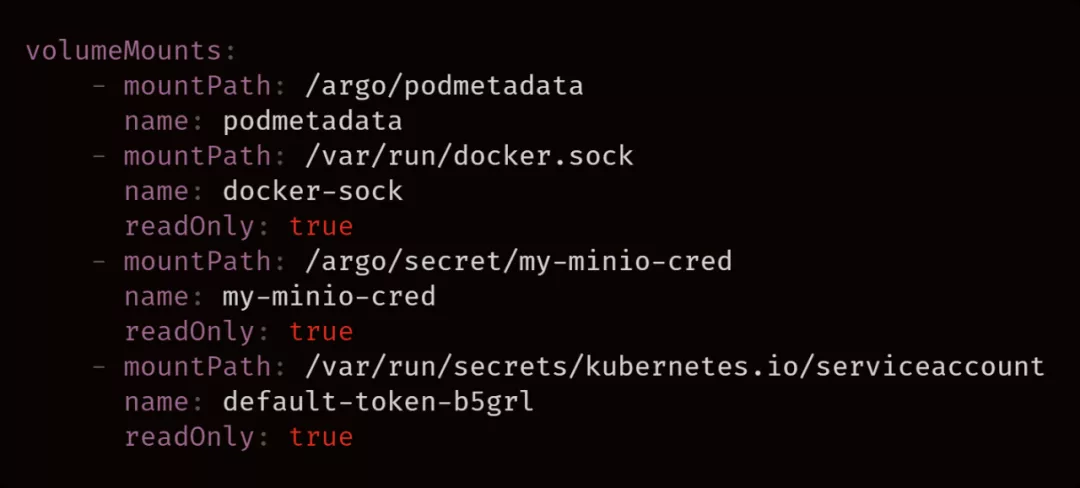 volumeMounts:
    - mountPath: /argo/podmetadata
      name: podmetadata
    - mountPath: /var/run/docker.sock
      name: docker-sock
      readOnly: true
    - mountPath: /argo/secret/my-minio-cred
      name: my-minio-cred
      readOnly: true
    - mountPath: /var/run/secrets/kubernetes.io/serviceaccount
      name: default-token-b5grl
      readOnly: true